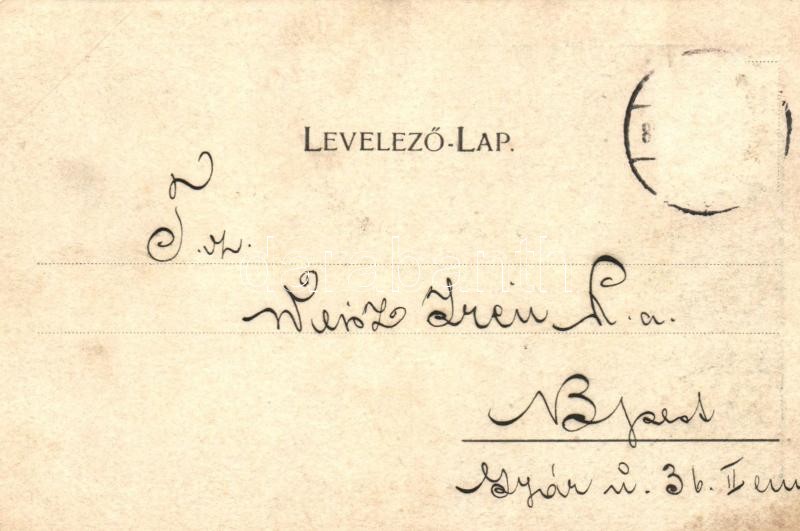 LEVELEZŐ-LAP.
T. cz.
Weisz Irén k. a.
Bpest
Gyár u. 36. II em